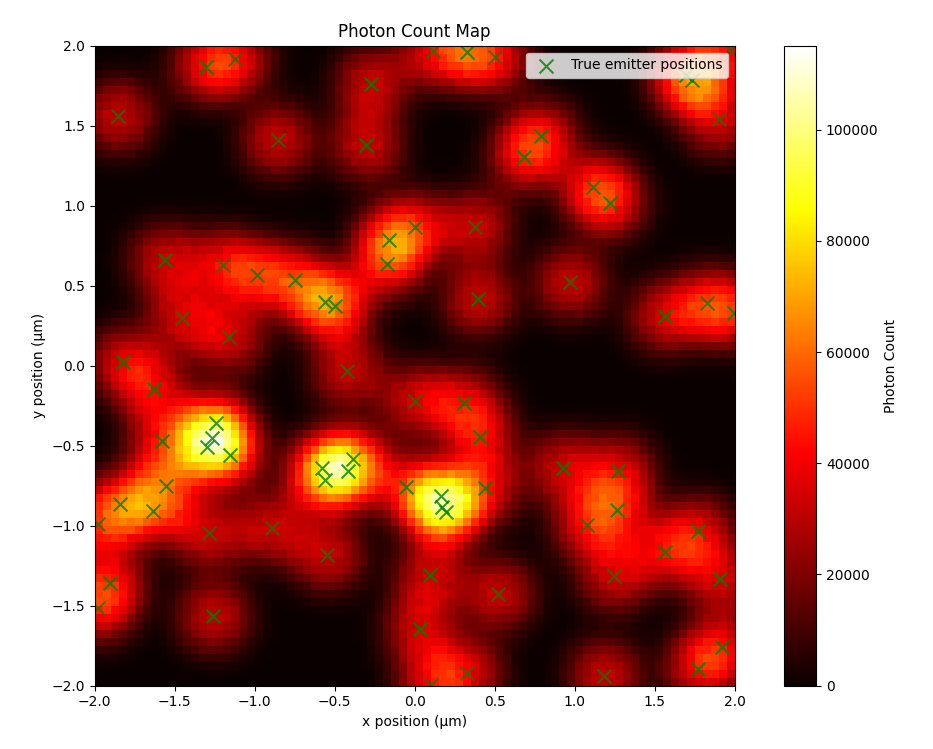 Photon Count Map
True emitter positions
2.0
1.5
1.0
0.5
0.0
−0.5
−1.0
−1.5
−2.0
y position (μm)
−2.0 −1.5 −1.0 −0.5 0.0 0.5 1.0 1.5 2.0
x position (μm)
100000
80000
60000
40000
20000
0
Photon Count